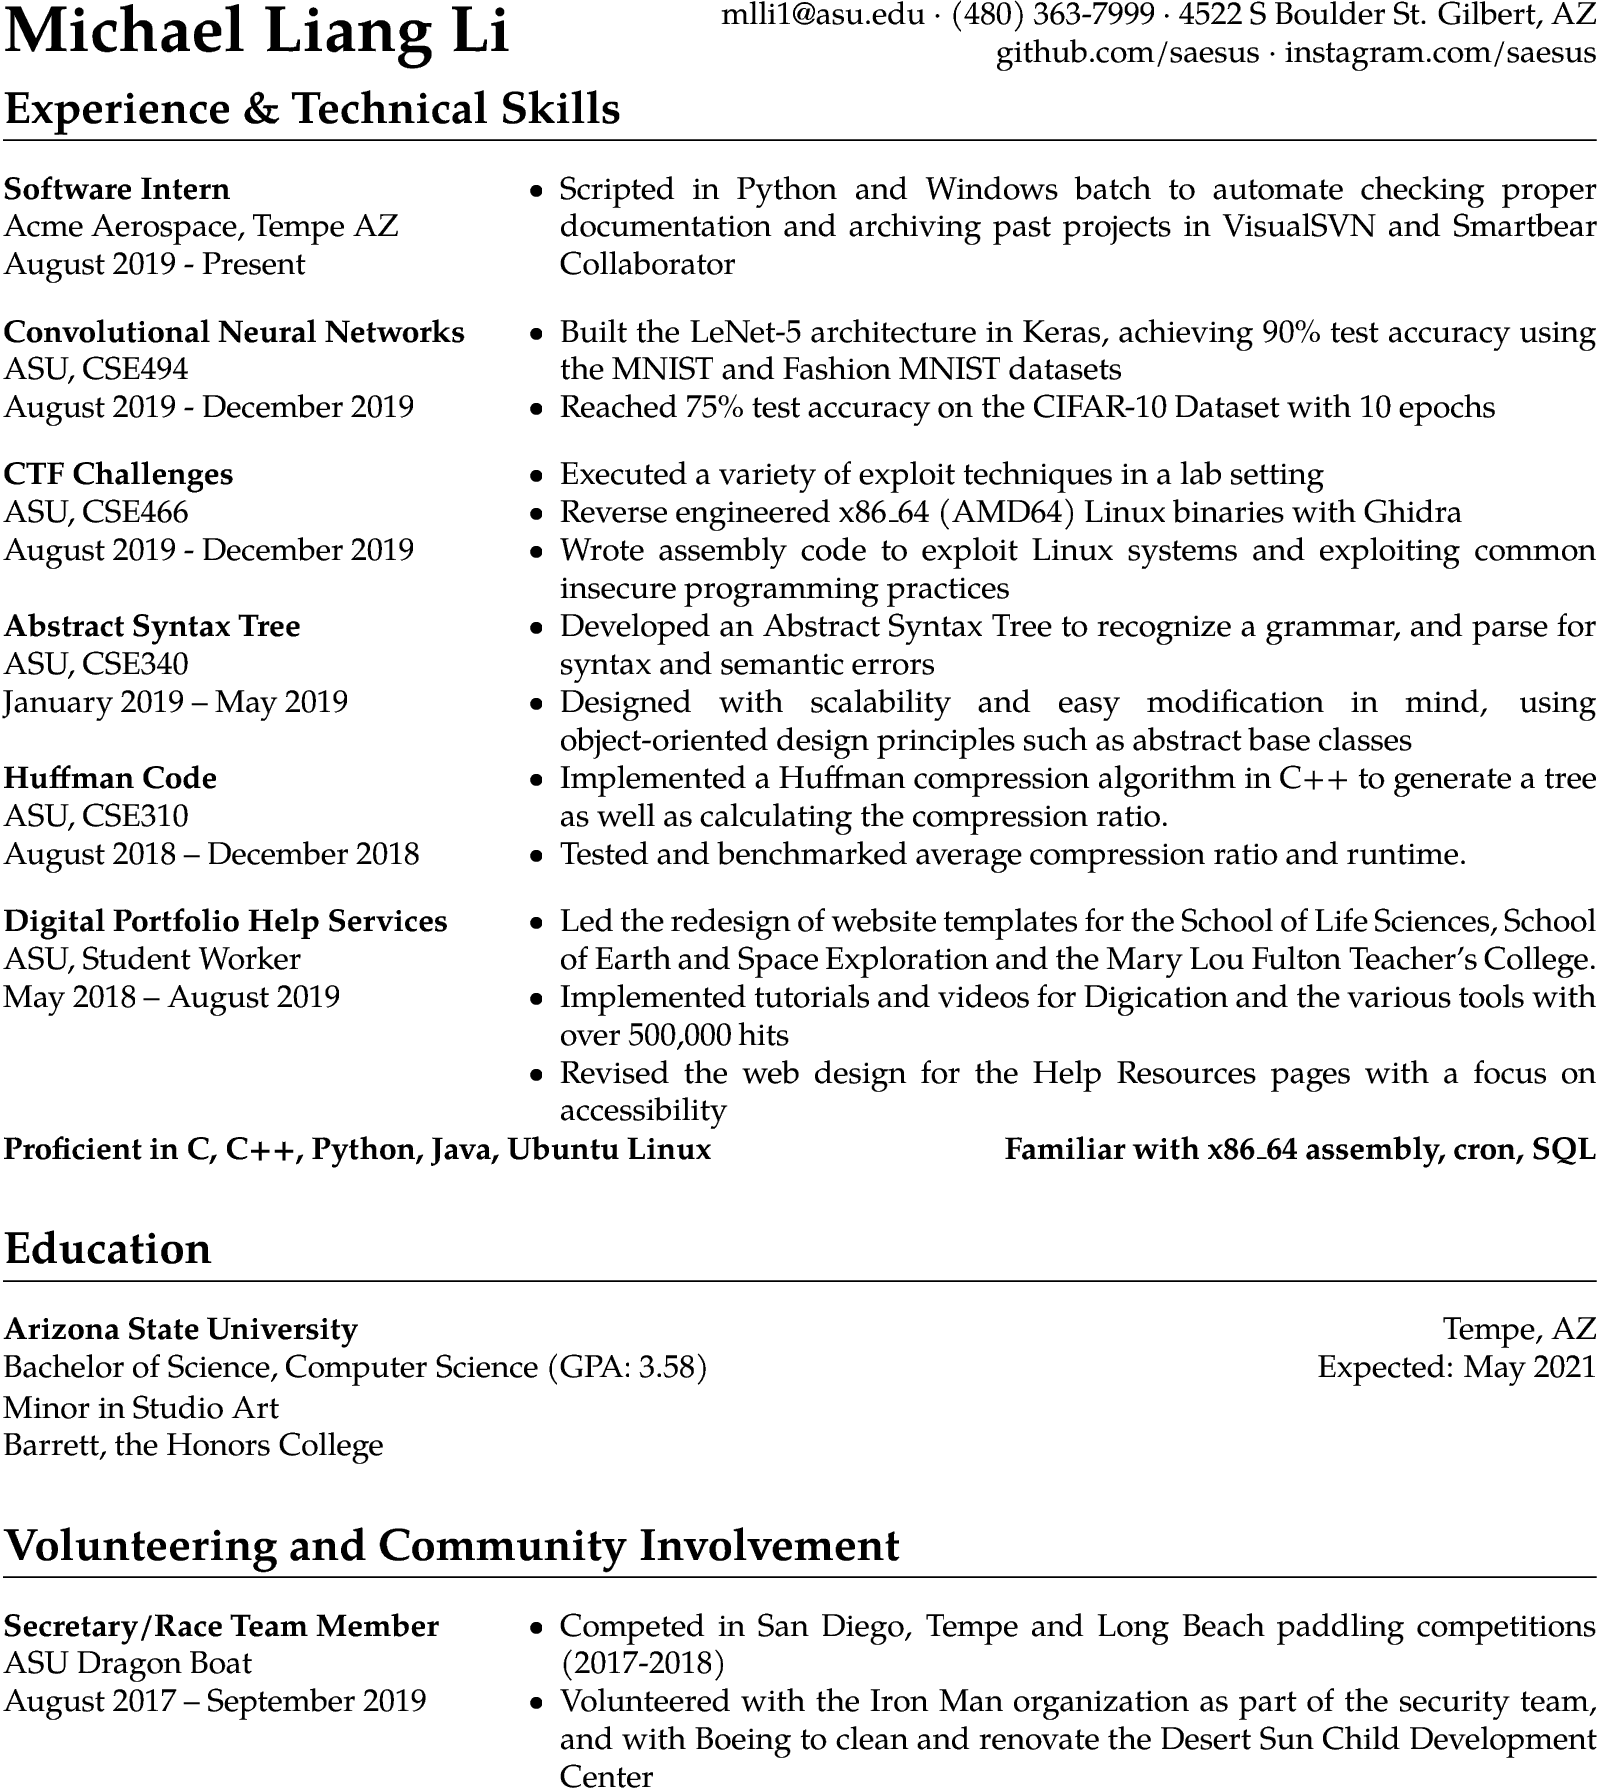 Michael Liang Li
mlli1@asu.edu · (480) 363-7999 · 4522 S Boulder St. Gilbert, AZ
github.com/saesus · instagram.com/saesus
Experience & Technical Skills
Software Intern
Acme Aerospace, Tempe AZ
August 2019 - Present
• Scripted in Python and Windows batch to automate checking proper
documentation and archiving past projects in VisualSVN and Smartbear
Collaborator
Convolutional Neural Networks
ASU, CSE494
August 2019 - December 2019
• Built the LeNet-5 architecture in Keras, achieving 90% test accuracy using
the MNIST and Fashion MNIST datasets
• Reached 75% test accuracy on the CIFAR-10 Dataset with 10 epochs
CTF Challenges
ASU, CSE466
August 2019 - December 2019
• Executed a variety of exploit techniques in a lab setting
• Reverse engineered x86_64 (AMD64) Linux binaries with Ghidra
• Wrote assembly code to exploit Linux systems and exploiting common
insecure programming practices
Abstract Syntax Tree
ASU, CSE340
January 2019 – May 2019
• Developed an Abstract Syntax Tree to recognize a grammar, and parse for
syntax and semantic errors
• Designed with scalability and easy modification in mind, using
object-oriented design principles such as abstract base classes
Huffman Code
ASU, CSE310
August 2018 – December 2018
• Implemented a Huffman compression algorithm in C++ to generate a tree
as well as calculating the compression ratio.
• Tested and benchmarked average compression ratio and runtime.
Digital Portfolio Help Services
ASU, Student Worker
May 2018 – August 2019
• Led the redesign of website templates for the School of Life Sciences, School
of Earth and Space Exploration and the Mary Lou Fulton Teacher's College.
• Implemented tutorials and videos for Digication and the various tools with
over 500,000 hits
• Revised the web design for the Help Resources pages with a focus on
accessibility
Proficient in C, C++, Python, Java, Ubuntu Linux
Familiar with x86_64 assembly, cron, SQL
Education
Arizona State University
Tempe, AZ
Bachelor of Science, Computer Science (GPA: 3.58)
Expected: May 2021
Minor in Studio Art
Barrett, the Honors College
Volunteering and Community Involvement
Secretary/Race Team Member
ASU Dragon Boat
August 2017 – September 2019
• Competed in San Diego, Tempe and Long Beach paddling competitions
(2017-2018)
• Volunteered with the Iron Man organization as part of the security team,
and with Boeing to clean and renovate the Desert Sun Child Development
Center